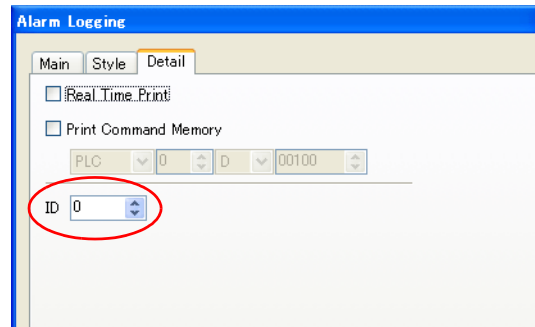 Alarm Logging
Main Style Detail
Real Time Print
Print Command Memory
PLC 0 D 00100
ID 0